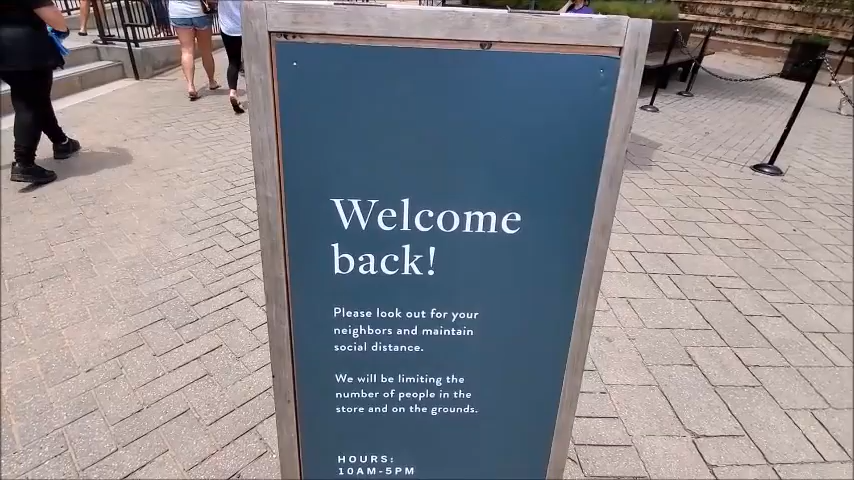 Welcome
back!
Please look out for your
neighbors and maintain
social distance.
We will be limiting the
number of people in the
store and on the grounds.
HOURS:
10AM-5PM